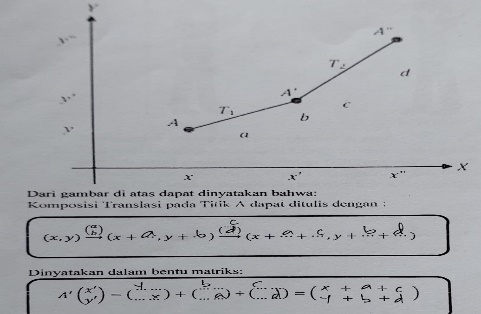 Y
y''
A''
T₂
d
y'
A'
c
T₁
b
y
A
a
x
x'
x''
X
Dari gambar di atas dapat dinyatakan bahwa:
Komposisi Translasi pada Titik A dapat ditulis dengan :
(x, y) (a b) → (x + a.., y + .b) (c d) → (x + .a.. + .c, y + .b. + .d.)
Dinyatakan dalam bentu matriks:
A' (x' y') − (..y.. ... x) + (b... ... a) + (c... ... d) = (x + a + c y + b + d)